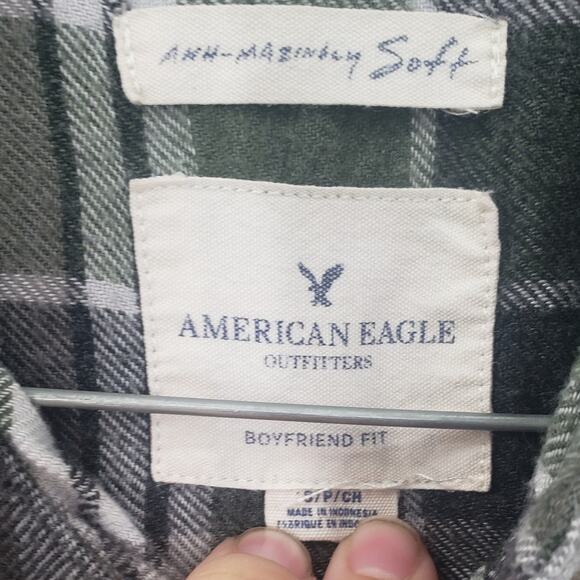 AHH-MAZINGLY Soft
AMERICAN EAGLE
OUTFITTERS
BOYFRIEND FIT
S/P/CH
MADE IN INDONESIA
FABRIQUE EN